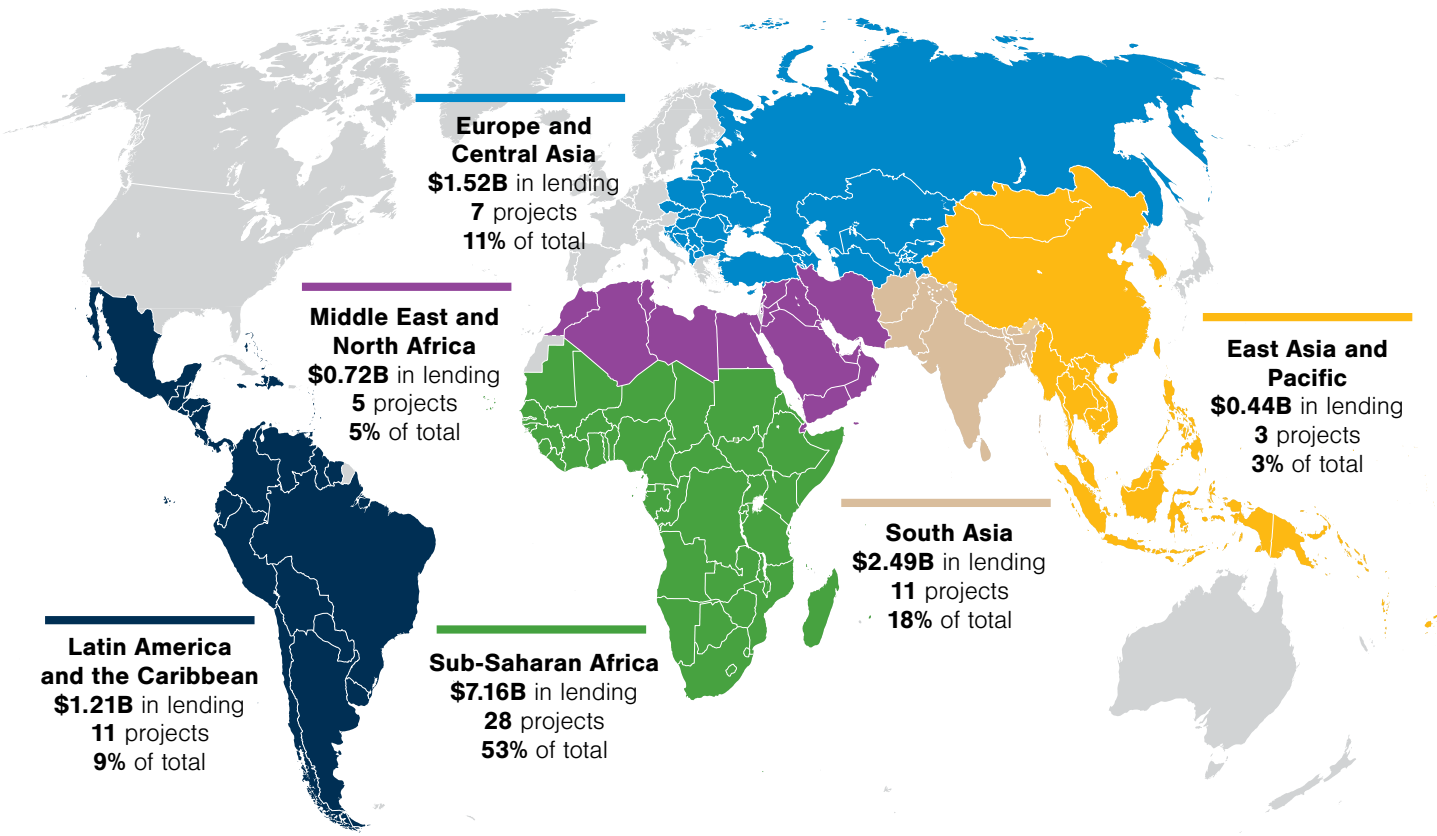 Europe and
Central Asia
$1.52B in lending
7 projects
11% of total
Middle East and
North Africa
$0.72B in lending
5 projects
5% of total
East Asia and
Pacific
$0.44B in lending
3 projects
3% of total
South Asia
$2.49B in lending
11 projects
18% of total
Latin America
and the Caribbean
$1.21B in lending
11 projects
9% of total
Sub-Saharan Africa
$7.16B in lending
28 projects
53% of total